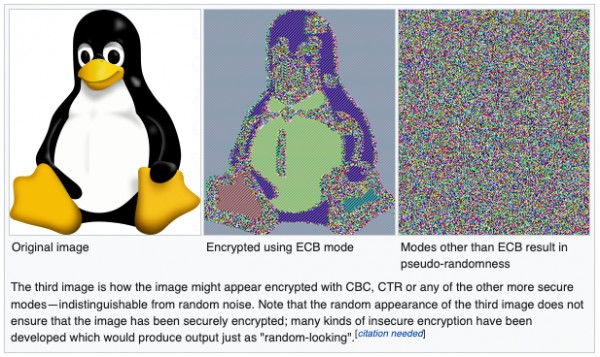 Original image
Encrypted using ECB mode
Modes other than ECB result in
pseudo-randomness
The third image is how the image might appear encrypted with CBC, CTR or any of the other more secure
modes—indistinguishable from random noise. Note that the random appearance of the third image does not
ensure that the image has been securely encrypted; many kinds of insecure encryption have been
developed which would produce output just as "random-looking".[citation needed]